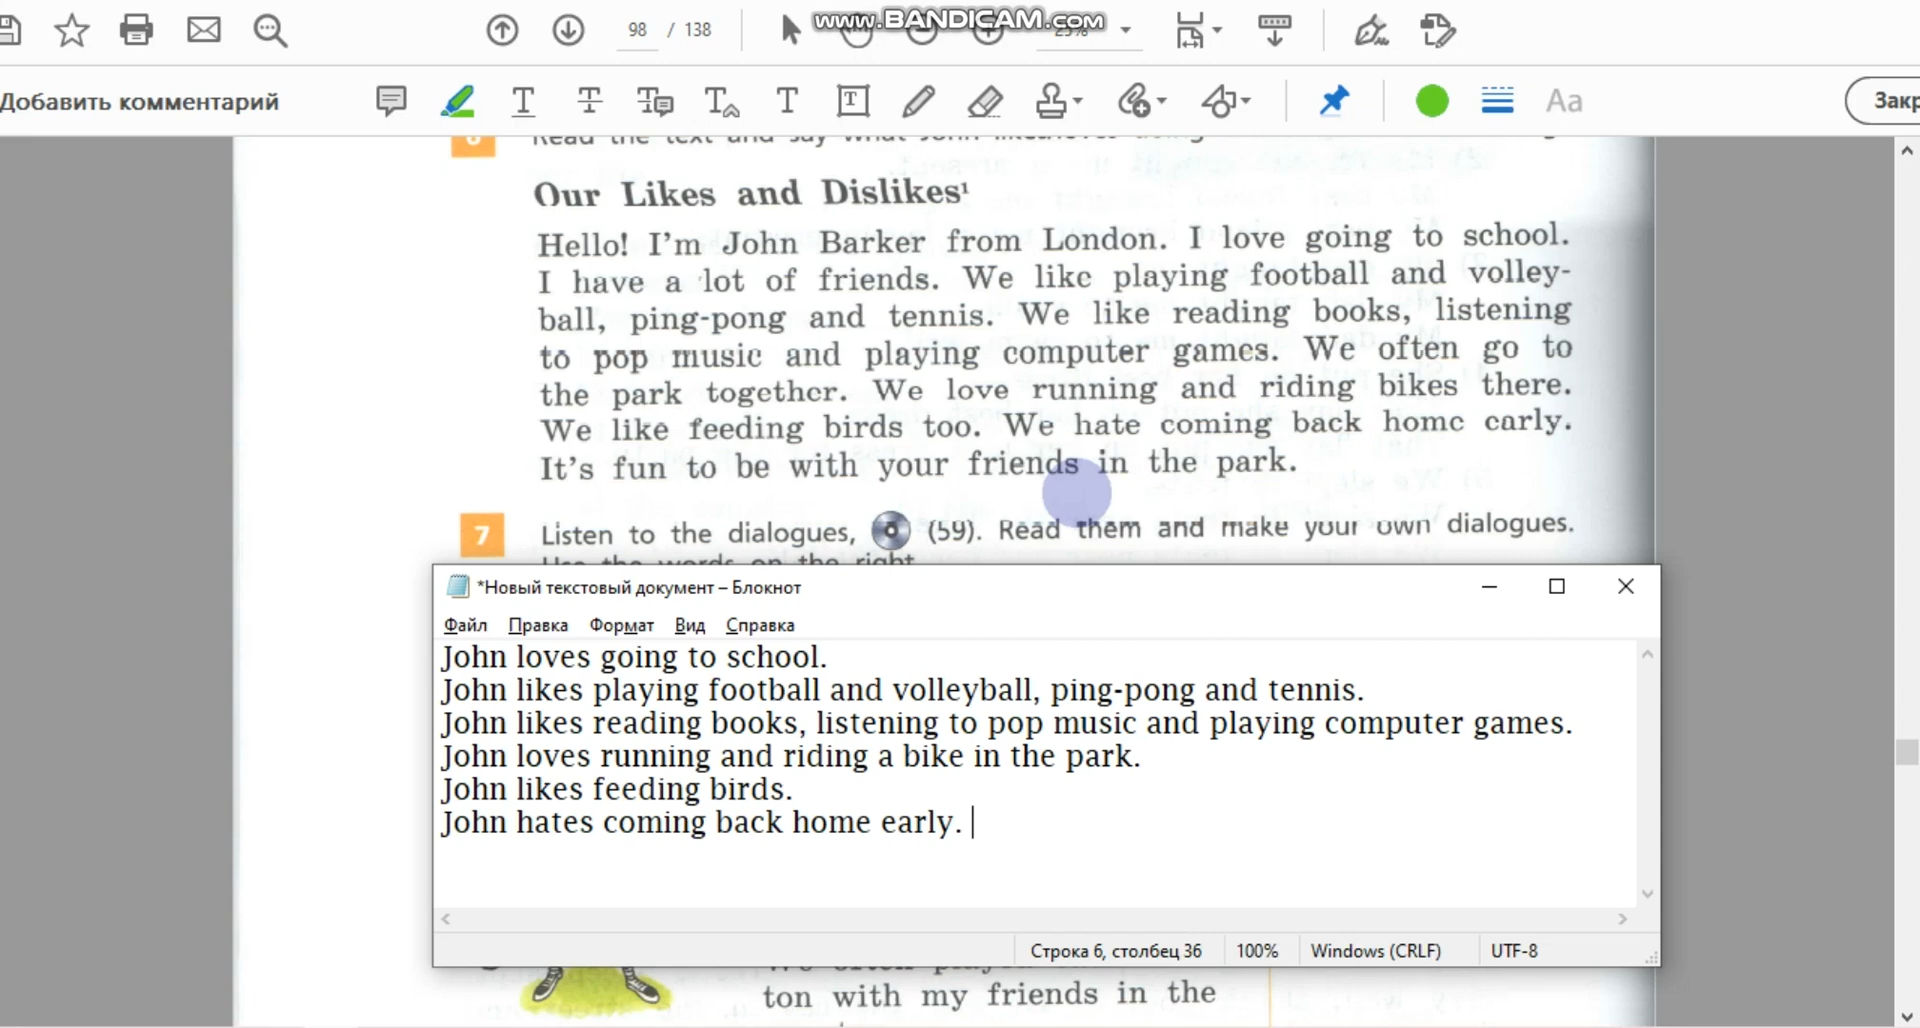 98 / 138
www.BANDICAM.com
Добавить комментарий
Aa
Our Likes and Dislikes¹
Hello! I'm John Barker from London. I love going to school.
I have a lot of friends. We like playing football and volley-
ball, ping-pong and tennis. We like reading books, listening
to pop music and playing computer games. We often go to
the park together. We love running and riding bikes there.
We like feeding birds too. We hate coming back home early.
It's fun to be with your friends in the park.
7 Listen to the dialogues, (59). Read them and make your own dialogues.
*Новый текстовый документ – Блокнот
Файл Правка Формат Вид Справка
John loves going to school.
John likes playing football and volleyball, ping-pong and tennis.
John likes reading books, listening to pop music and playing computer games.
John loves running and riding a bike in the park.
John likes feeding birds.
John hates coming back home early.
Строка 6, столбец 36 100% Windows (CRLF) UTF-8
ton with my friends in the